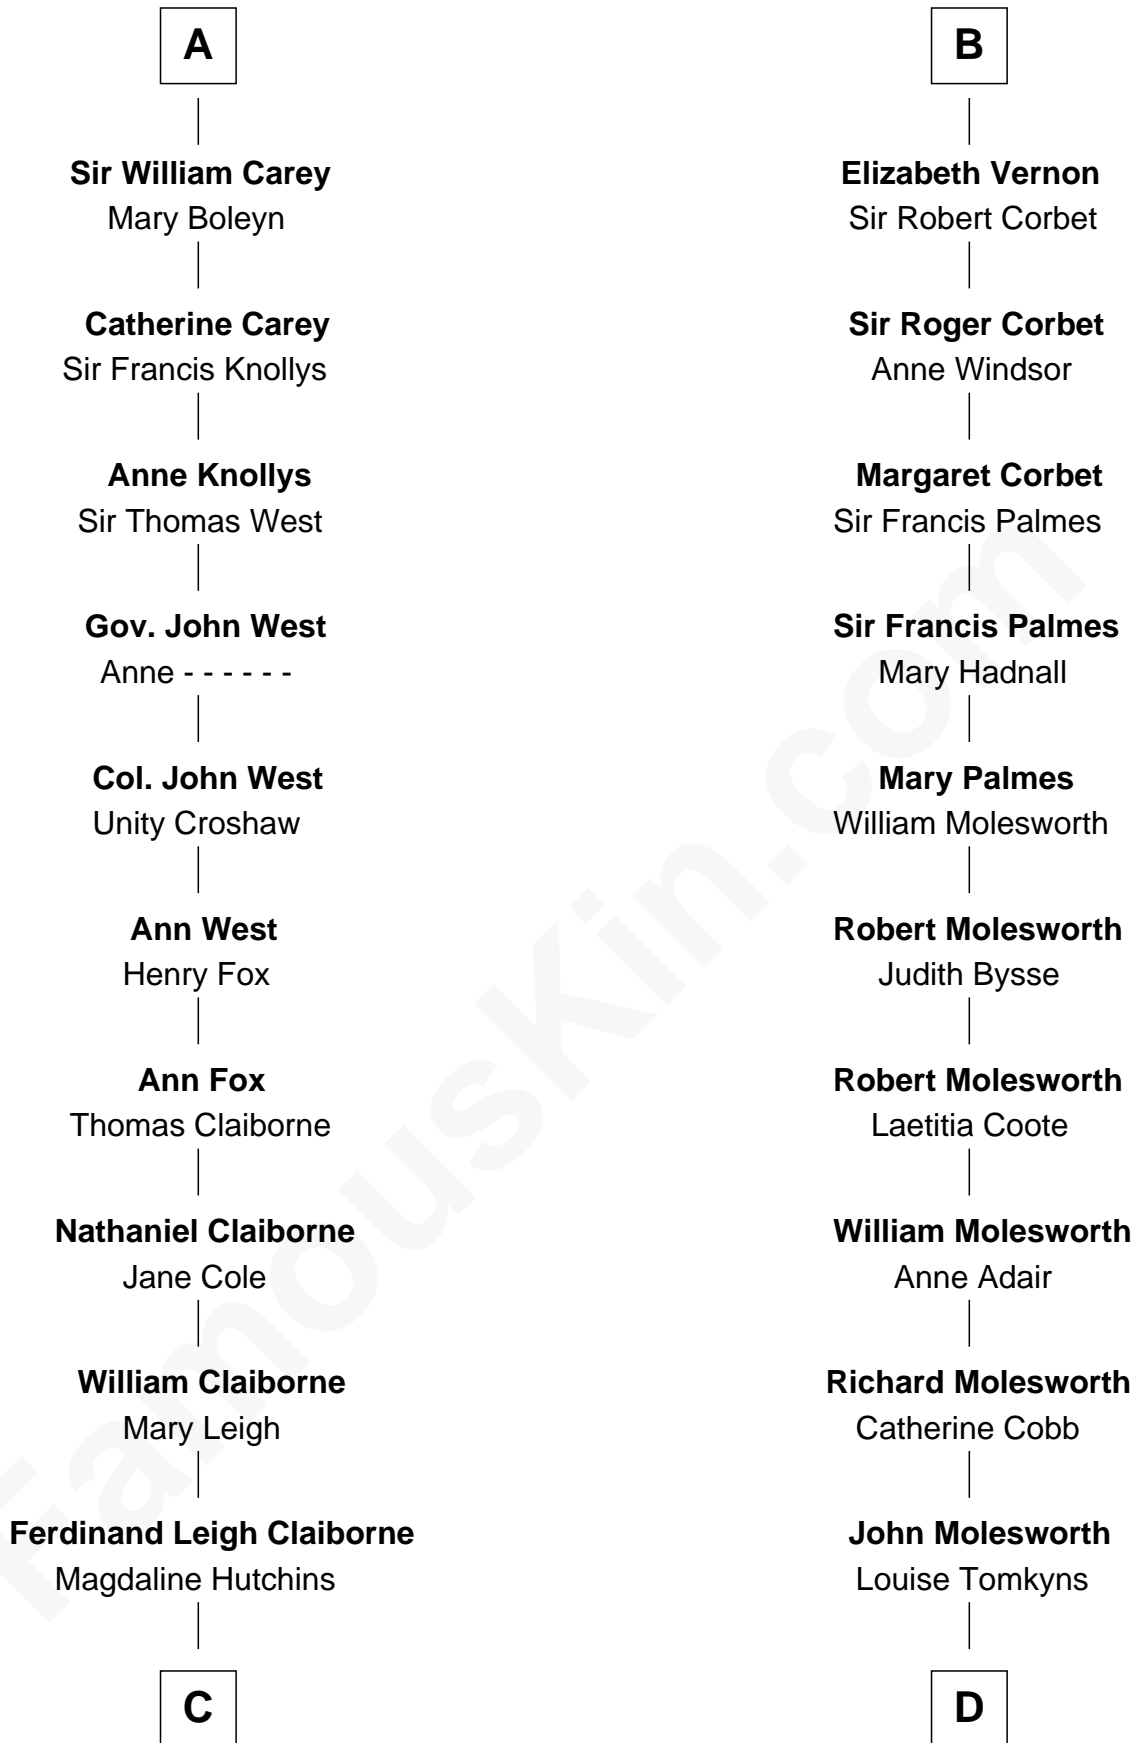 A
Sir William Carey
Mary Boleyn
Catherine Carey
Sir Francis Knollys
Anne Knollys
Sir Thomas West
Gov. John West
Anne - - - - - -
Col. John West
Unity Croshaw
Ann West
Henry Fox
Ann Fox
Thomas Claiborne
Nathaniel Claiborne
Jane Cole
William Claiborne
Mary Leigh
Ferdinand Leigh Claiborne
Magdaline Hutchins
C
B
Elizabeth Vernon
Sir Robert Corbet
Sir Roger Corbet
Anne Windsor
Margaret Corbet
Sir Francis Palmes
Sir Francis Palmes
Mary Hadnall
Mary Palmes
William Molesworth
Robert Molesworth
Judith Bysse
Robert Molesworth
Laetitia Coote
William Molesworth
Anne Adair
Richard Molesworth
Catherine Cobb
John Molesworth
Louise Tomkyns
D
FamousKin.com